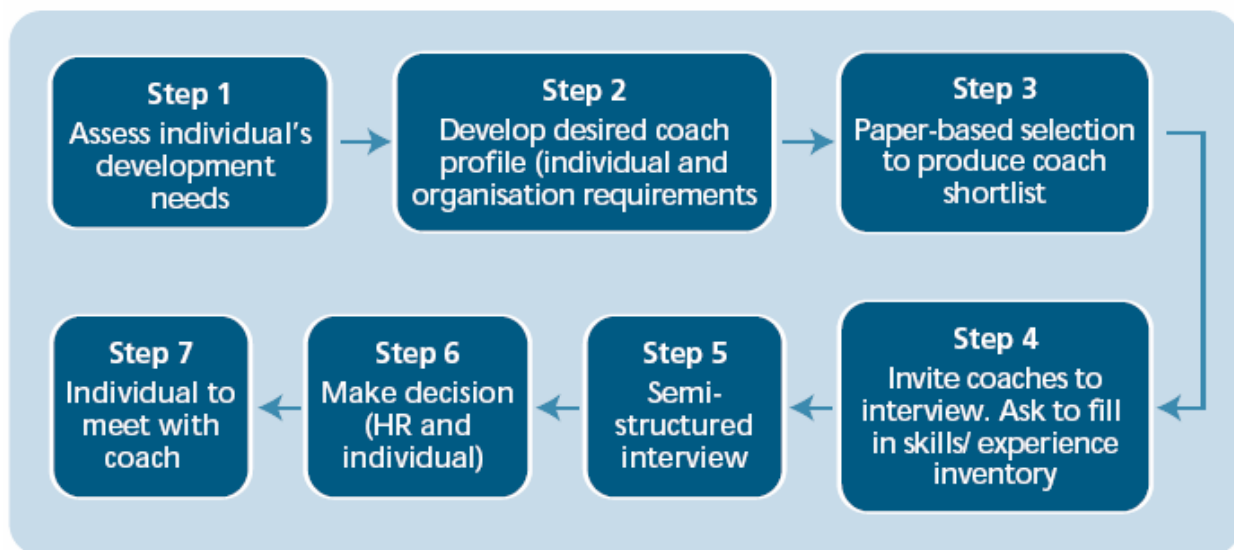 Step 1
Assess individual's
development
needs
Step 2
Develop desired coach
profile (individual and
organisation requirements
Step 3
Paper-based selection
to produce coach
shortlist
Step 4
Invite coaches to
interview. Ask to fill
in skills/ experience
inventory
Step 5
Semi-
structured
interview
Step 6
Make decision
(HR and
individual)
Step 7
Individual to
meet with
coach